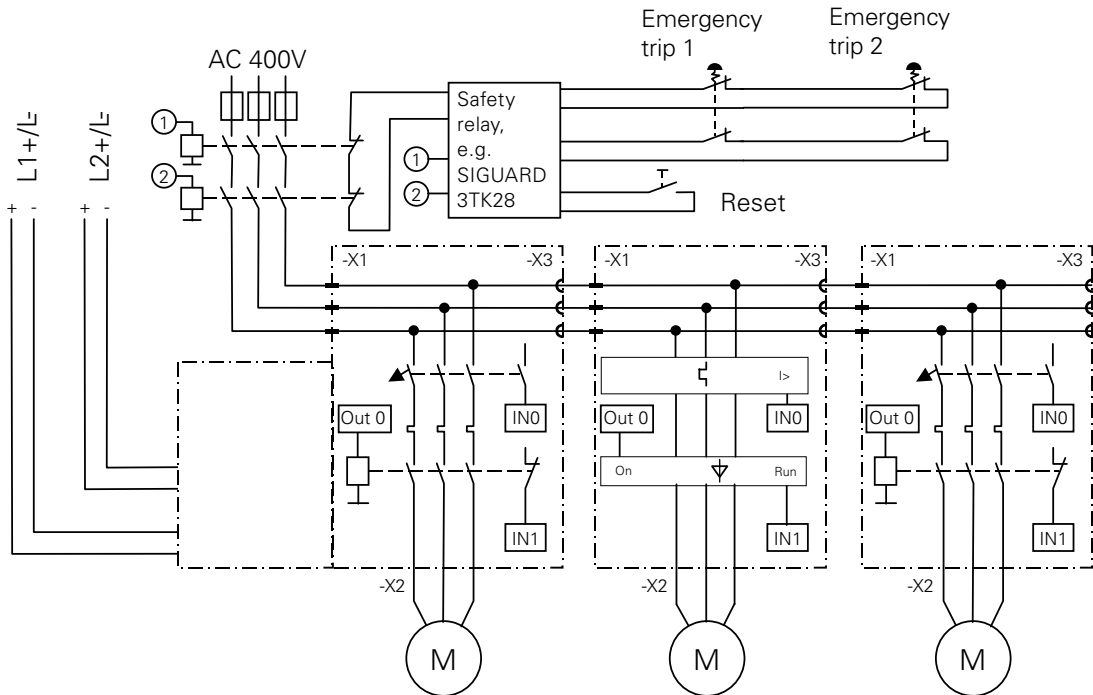 Emergency
trip 1
Emergency
trip 2
AC 400V
Safety
relay,
e.g.
SIGUARD
3TK28
1
2
1
2
L1+/L-
L2+/L-
+
-
+
-
Reset
-X1
-X3
-X1
-X3
-X1
-X3
I>
Out 0
IN0
Out 0
IN0
Out 0
IN0
On
Run
IN1
IN1
IN1
-X2
-X2
-X2
M
M
M